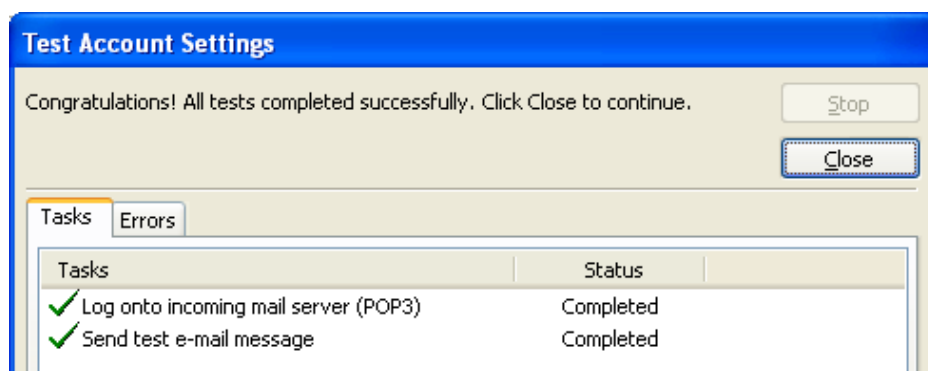 Test Account Settings
Congratulations! All tests completed successfully. Click Close to continue.
Stop
Close
Tasks Errors
Tasks Status
Log onto incoming mail server (POP3) Completed
Send test e-mail message Completed